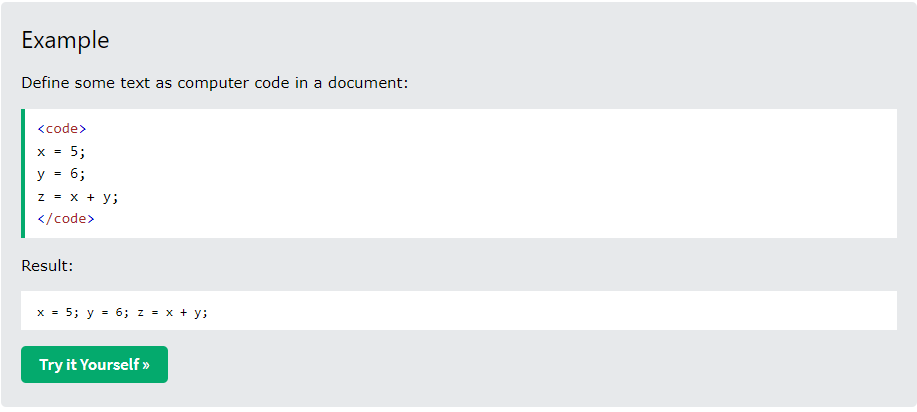 Example
Define some text as computer code in a document:
<code>
x = 5;
y = 6;
z = x + y;
</code>
Result:
x = 5; y = 6; z = x + y;
Try it Yourself »